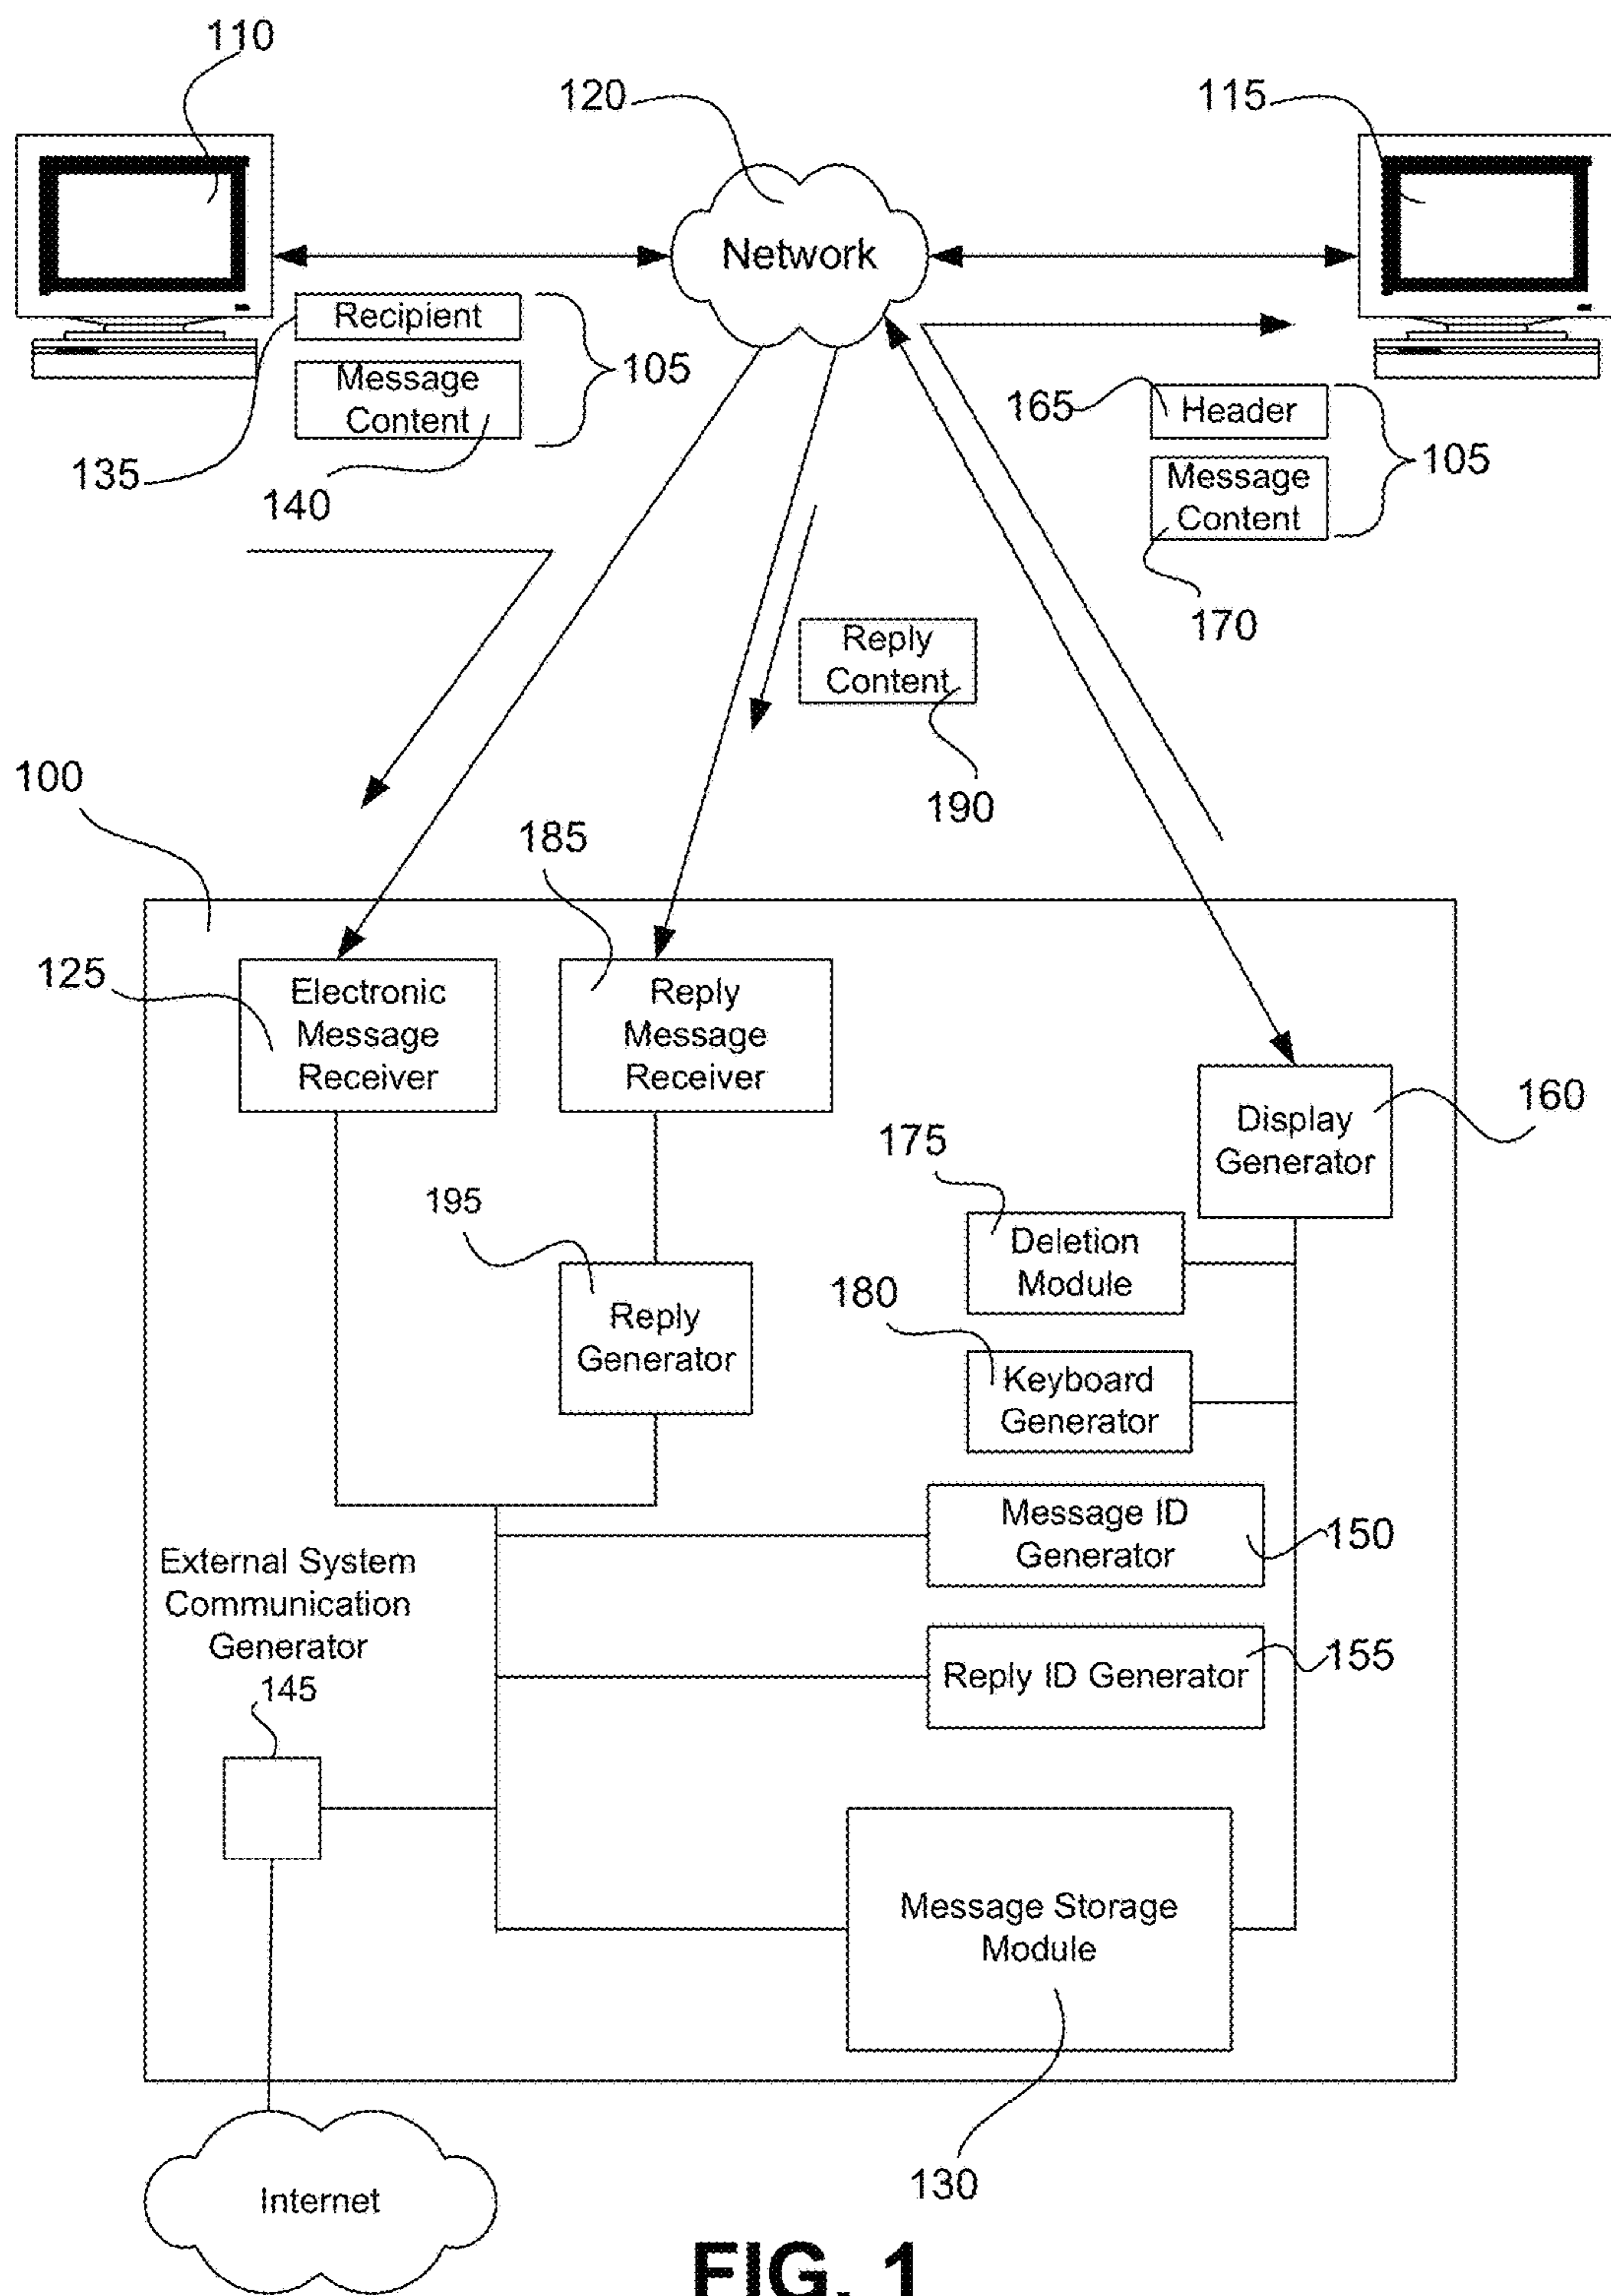 110
120
115
Network
Recipient
Message
Content
105
135
140
165
Header
Message
Content
105
170
Reply
Content
190
100
185
125
Electronic
Message
Receiver
Reply
Message
Receiver
160
Display
Generator
175
195
Deletion
Module
180
Reply
Generator
Keyboard
Generator
Message ID
Generator
150
External System
Communication
Generator
145
Reply ID Generator
155
Message Storage
Module
130
Internet
FIG. 1